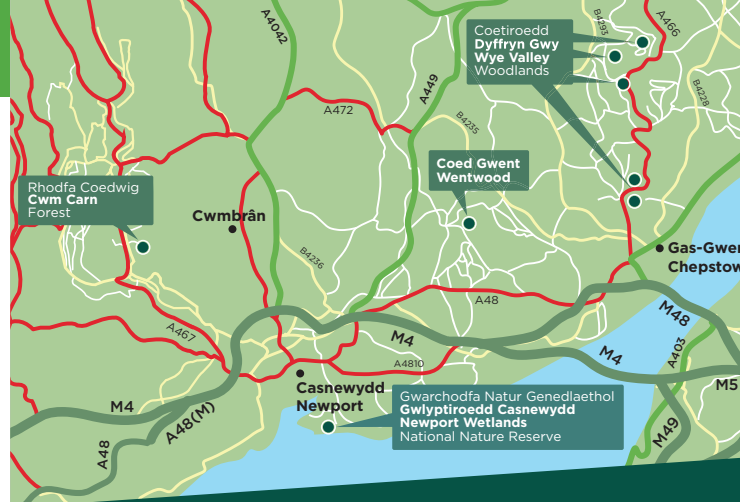 A4042
B4293
A466
Coetiroedd
Dyffryn Gwy
Wye Valley
Woodlands
A449
A472
B4235
B4228
Coed Gwent
Wentwood
Rhodfa Coedwig
Cwm Carn
Forest
Cwmbrân
B4236
Gas-Gwen
Chepstow
A48
M48
A467
M4
A403
M4
A4810
Casnewydd
Newport
M5
Gwarchodfa Natur Genedlaethol
Gwlyptiroedd Casnewydd
Newport Wetlands
National Nature Reserve
M4
A48(M)
A48
M49